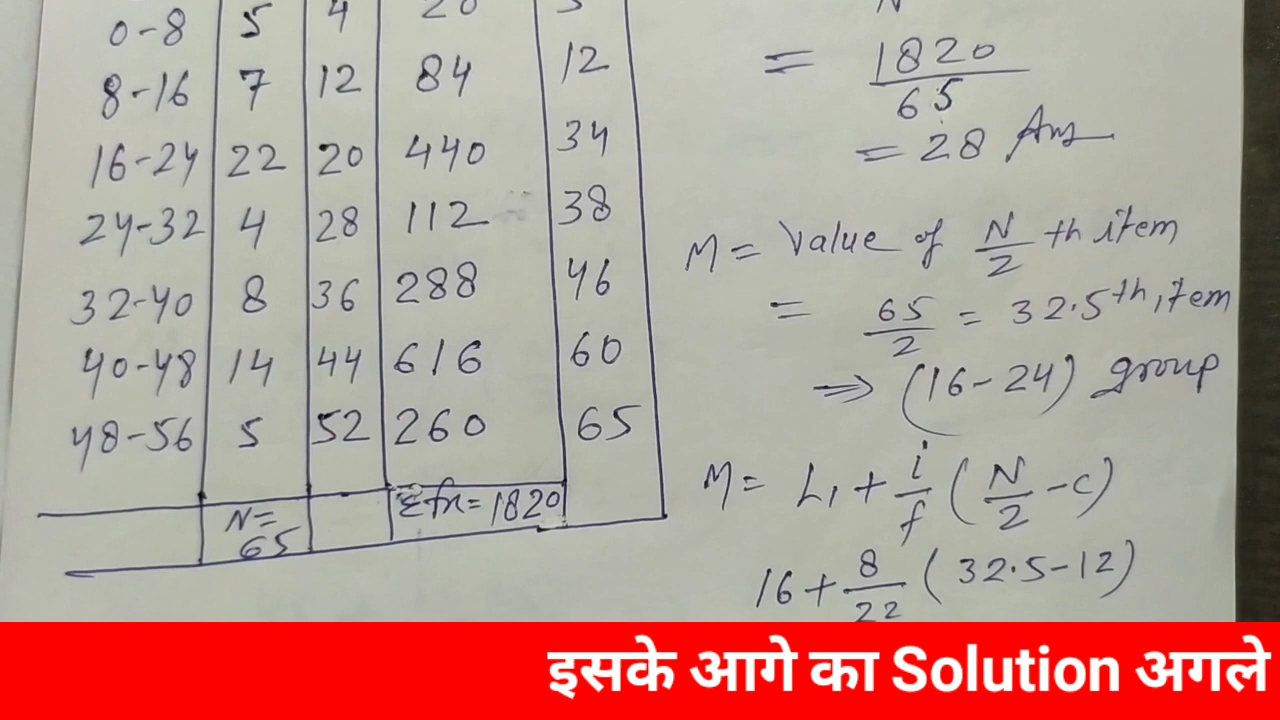 0-8 5 4 20 5
8-16 7 12 84 12
16-24 22 20 440 34
24-32 4 28 112 38
32-40 8 36 288 46
40-48 14 44 616 60
48-56 5 52 260 65
N= 65 Σfx = 1820
N
= 1820/65
= 28 Ans
M = Value of N/2 th item
= 65/2 = 32.5th item
⇒ (16-24) group
M = L₁ + i/f (N/2 - c)
16 + 8/22 (32.5-12)
इसके आगे का Solution अगले